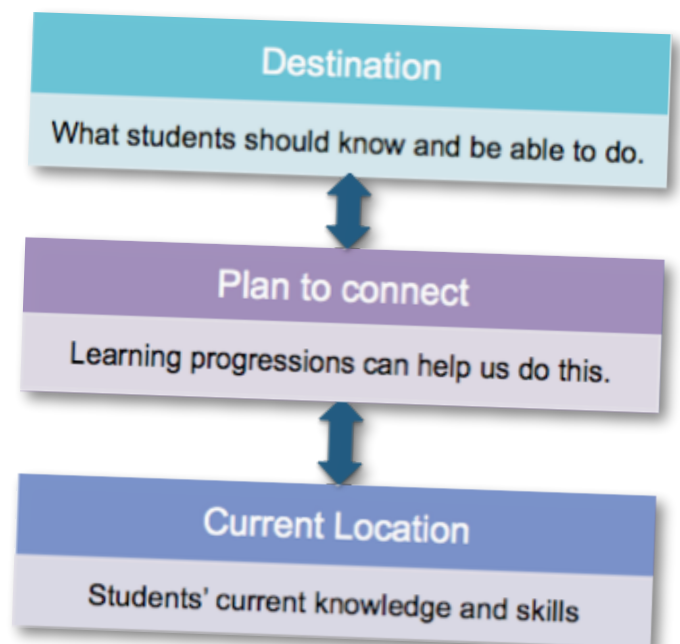 Destination
What students should know and be able to do.
Plan to connect
Learning progressions can help us do this.
Current Location
Students' current knowledge and skills